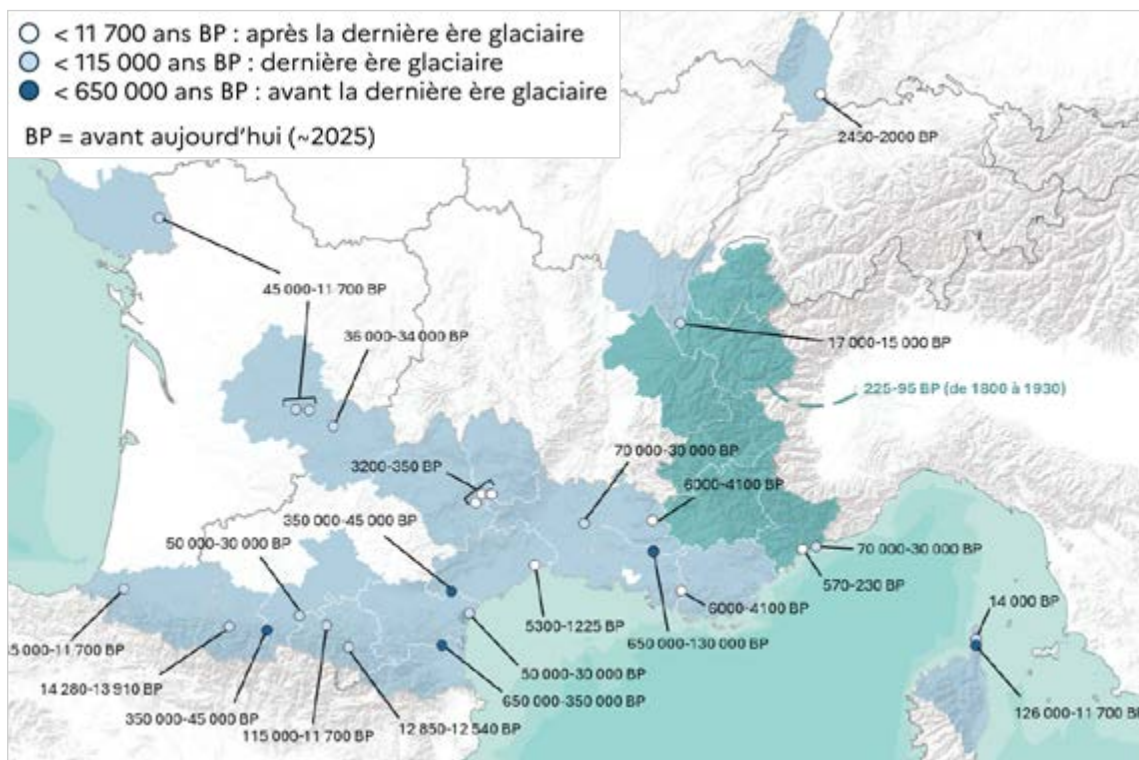 < 11 700 ans BP : après la dernière ère glaciaire
< 115 000 ans BP : dernière ère glaciaire
< 650 000 ans BP : avant la dernière ère glaciaire
BP = avant aujourd'hui (~2025)
2450-2000 BP
45 000-11 700 BP
36 000-34 000 BP
17 000-15 000 BP
225-95 BP (de 1800 à 1930)
70 000-30 000 BP
3200-350 BP
6000-4100 BP
350 000-45 000 BP
50 000-30 000 BP
70 000-30 000 BP
570-230 BP
14 000 BP
5300-1225 BP
6000-4100 BP
650 000-130 000 BP
5 000-11 700 BP
50 000-30 000 BP
14 280-13 910 BP
650 000-350 000 BP
126 000-11 700 BP
350 000-45 000 BP
12 850-12 540 BP
115 000-11 700 BP